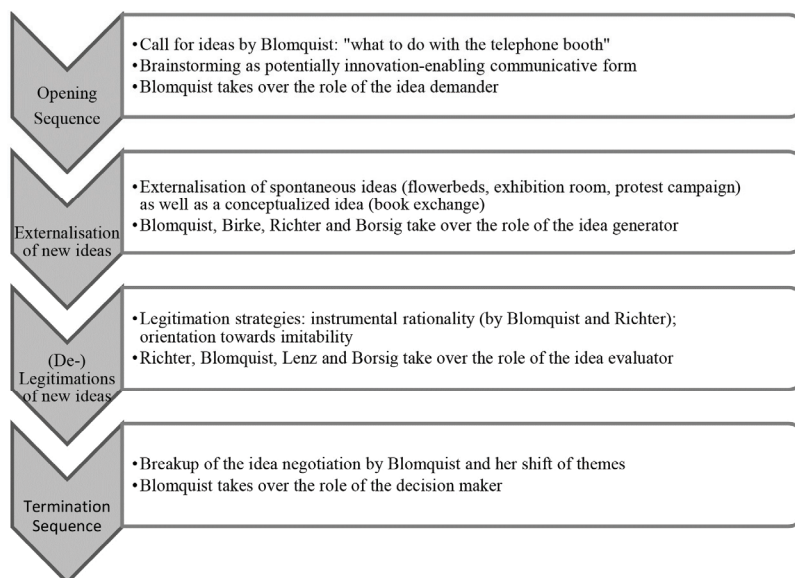 Opening
Sequence
•Call for ideas by Blomquist: "what to do with the telephone booth"
•Brainstorming as potentially innovation-enabling communicative form
•Blomquist takes over the role of the idea demander
Externalisation
of new ideas
•Externalisation of spontaneous ideas (flowerbeds, exhibition room, protest campaign)
as well as a conceptualized idea (book exchange)
•Blomquist, Birke, Richter and Borsig take over the role of the idea generator
(De-)
Legitimations
of new ideas
•Legitimation strategies: instrumental rationality (by Blomquist and Richter);
orientation towards imitability
•Richter, Blomquist, Lenz and Borsig take over the role of the idea evaluator
Termination
Sequence
•Breakup of the idea negotiation by Blomquist and her shift of themes
•Blomquist takes over the role of the decision maker